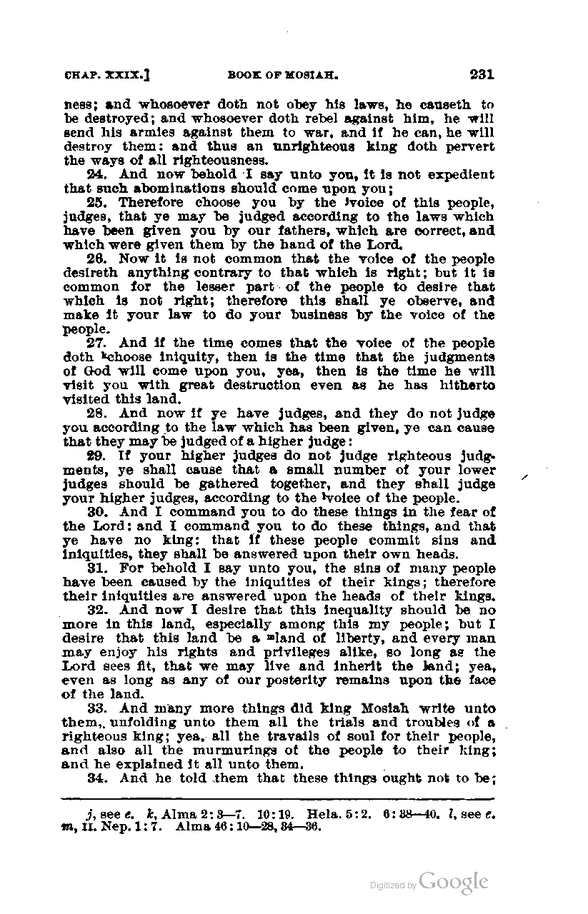 CHAP. XXIX.] BOOK OF MOSIAH. 231
ness; and whosoever doth not obey his laws, he causeth to
be destroyed; and whosoever doth rebel against him, he will
send his armies against them to war, and if he can, he will
destroy them: and thus an unrighteous king doth pervert
the ways of all righteousness.
24. And now behold I say unto you, it is not expedient
that such abominations should come upon you;
25. Therefore choose you by the jvoice of this people,
judges, that ye may be judged according to the laws which
have been given you by our fathers, which are correct, and
which were given them by the hand of the Lord.
26. Now it is not common that the voice of the people
desireth anything contrary to that which is right; but it is
common for the lesser part of the people to desire that
which is not right; therefore this shall ye observe, and
make it your law to do your business by the voice of the
people.
27. And if the time comes that the voice of the people
doth kchoose iniquity, then is the time that the judgments
of God will come upon you, yea, then is the time he will
visit you with great destruction even as he has hitherto
visited this land.
28. And now if ye have judges, and they do not judge
you according to the law which has been given, ye can cause
that they may be judged of a higher judge:
29. If your higher judges do not judge righteous judg-
ments, ye shall cause that a small number of your lower
judges should be gathered together, and they shall judge
your higher judges, according to the lvoice of the people.
30. And I command you to do these things in the fear of
the Lord: and I command you to do these things, and that
ye have no king: that if these people commit sins and
iniquities, they shall be answered upon their own heads.
31. For behold I say unto you, the sins of many people
have been caused by the iniquities of their kings; therefore
their iniquities are answered upon the heads of their kings.
32. And now I desire that this inequality should be no
more in this land, especially among this my people; but I
desire that this land be a mland of liberty, and every man
may enjoy his rights and privileges alike, so long as the
Lord sees fit, that we may live and inherit the land; yea,
even as long as any of our posterity remains upon the face
of the land.
33. And many more things did king Mosiah write unto
them, unfolding unto them all the trials and troubles of a
righteous king; yea, all the travails of soul for their people,
and also all the murmurings of the people to their king;
and he explained it all unto them.
34. And he told them that these things ought not to be;
j, see e. k, Alma 2:3—7. 10:19. Hela. 5:2. 6:38—40. l, see e.
m, II. Nep. 1:7. Alma 46:10—28, 34—36.
Digitized by Google